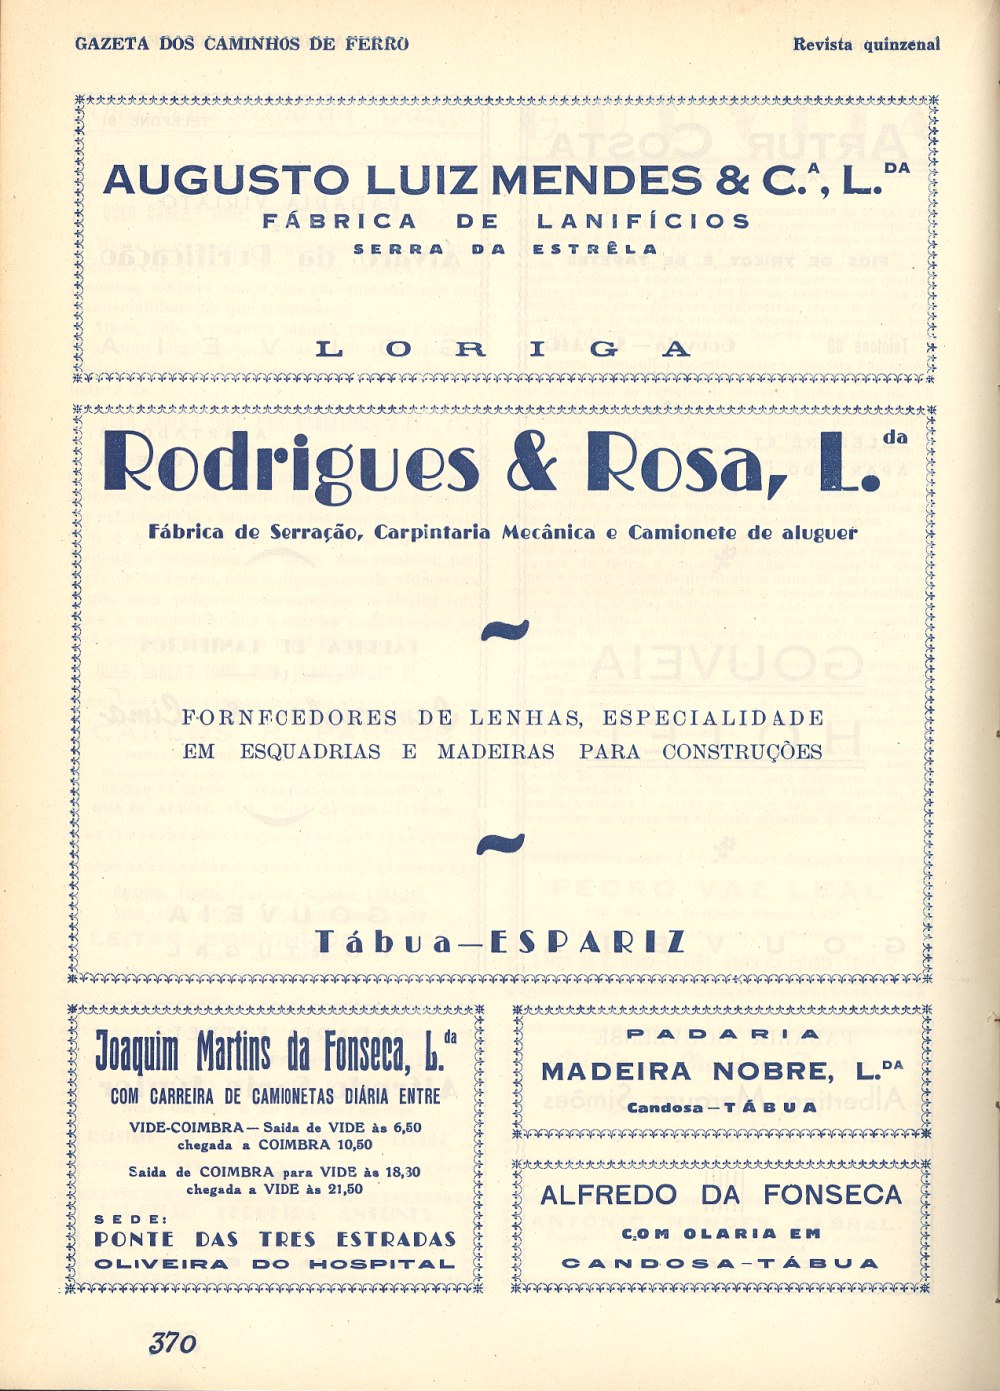 GAZETA DOS CAMINHOS DE FERRO
Revista quinzenal
AUGUSTO LUIZ MENDES & C.ᴬ, L.ᴰᴬ
FÁBRICA DE LANIFÍCIOS
SERRA DA ESTRÊLA
LORIGA
Rodrigues & Rosa, L.ᵈᵃ
Fábrica de Serração, Carpintaria Mecânica e Camionete de aluguer
~
FORNECEDORES DE LENHAS, ESPECIALIDADE
EM ESQUADRIAS E MADEIRAS PARA CONSTRUÇÕES
~
Tábua—ESPARIZ
Joaquim Martins da Fonseca, L.ᵈᵃ
COM CARREIRA DE CAMIONETAS DIÁRIA ENTRE
VIDE-COIMBRA — Saida de VIDE às 6,50
chegada a COIMBRA 10,50
Saida de COIMBRA para VIDE às 18,30
chegada a VIDE às 21,50
SEDE:
PONTE DAS TRES ESTRADAS
OLIVEIRA DO HOSPITAL
PADARIA
MADEIRA NOBRE, L.ᴰᴬ
Candosa—TÁBUA
ALFREDO DA FONSECA
COM OLARIA EM
CANDOSA-TÁBUA
370